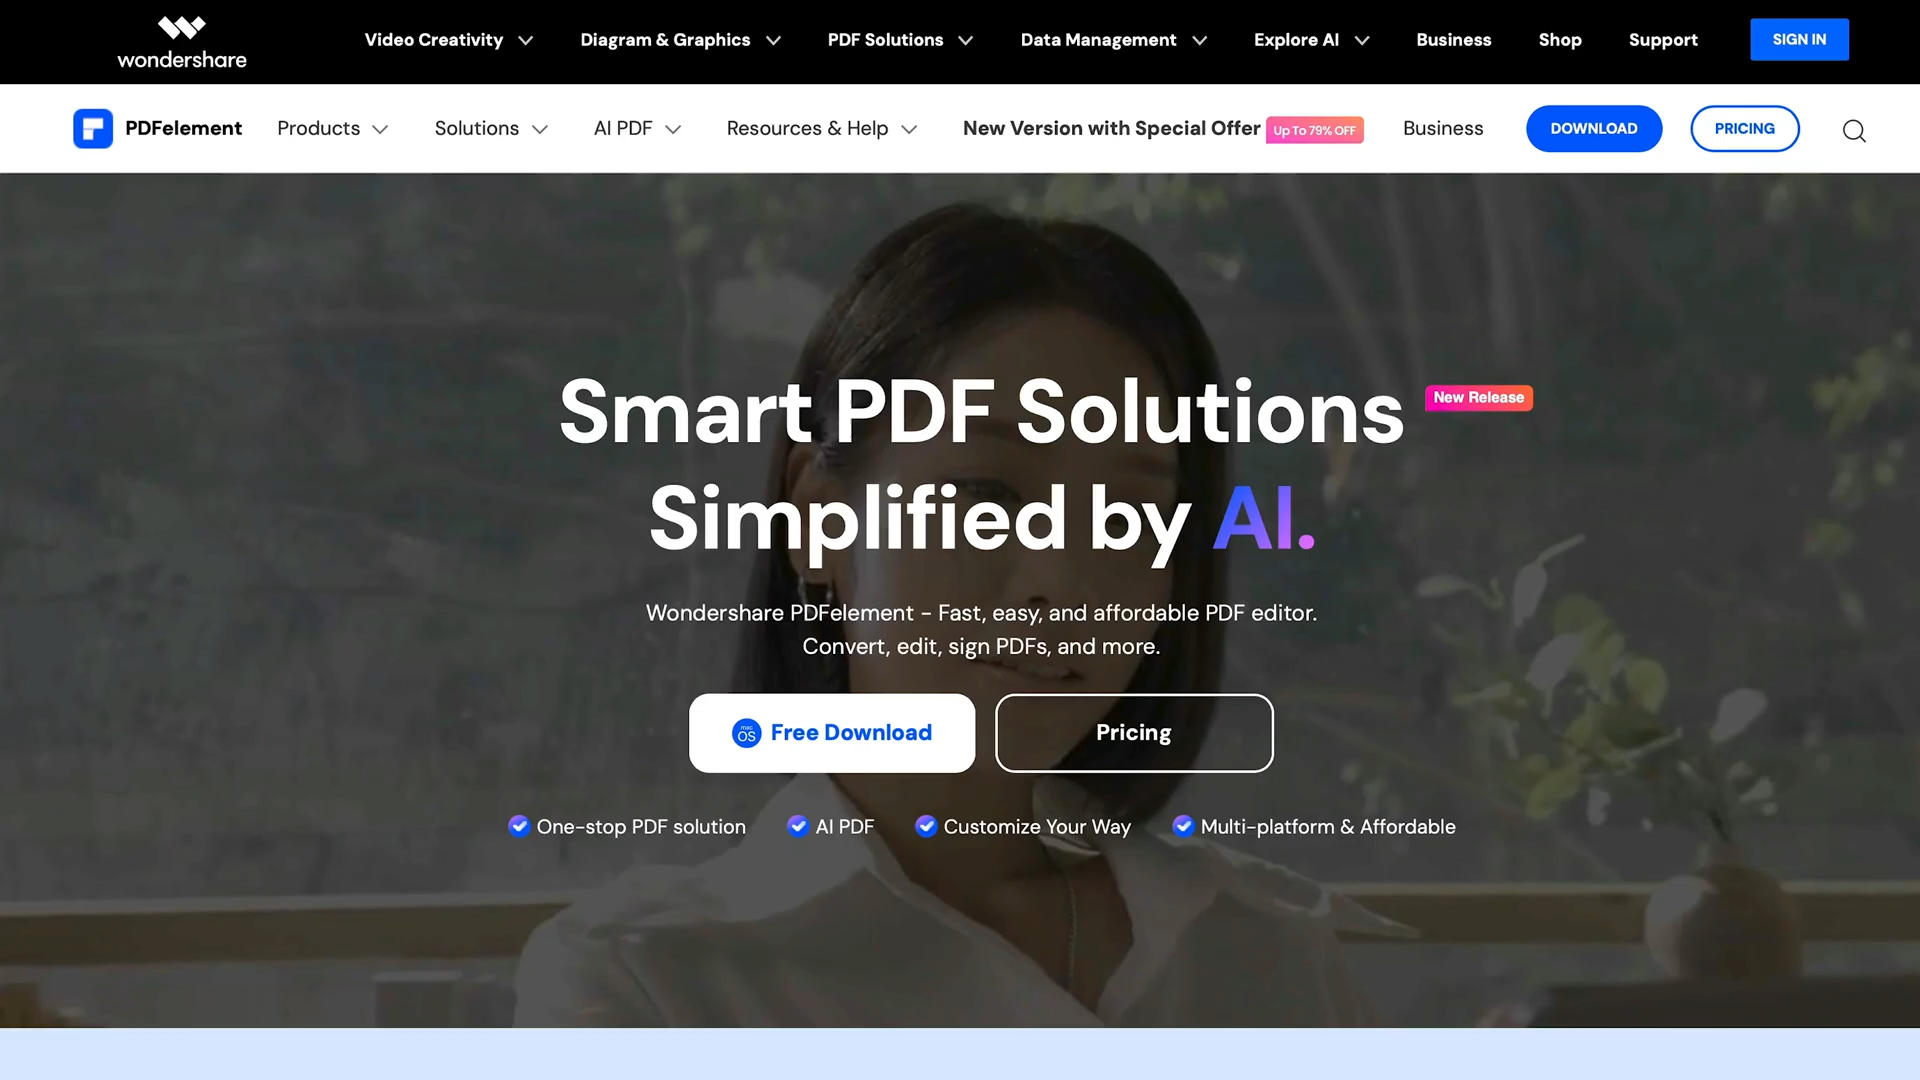 wondershare
Video Creativity
Diagram & Graphics
PDF Solutions
Data Management
Explore AI
Business
Shop
Support
SIGN IN
PDFelement
Products
Solutions
AI PDF
Resources & Help
New Version with Special Offer
Up To 79% OFF
Business
DOWNLOAD
PRICING
Smart PDF Solutions
New Release
Simplified by AI.
Wondershare PDFelement - Fast, easy, and affordable PDF editor.
Convert, edit, sign PDFs, and more.
mac
OS
Free Download
Pricing
One-stop PDF solution
AI PDF
Customize Your Way
Multi-platform & Affordable